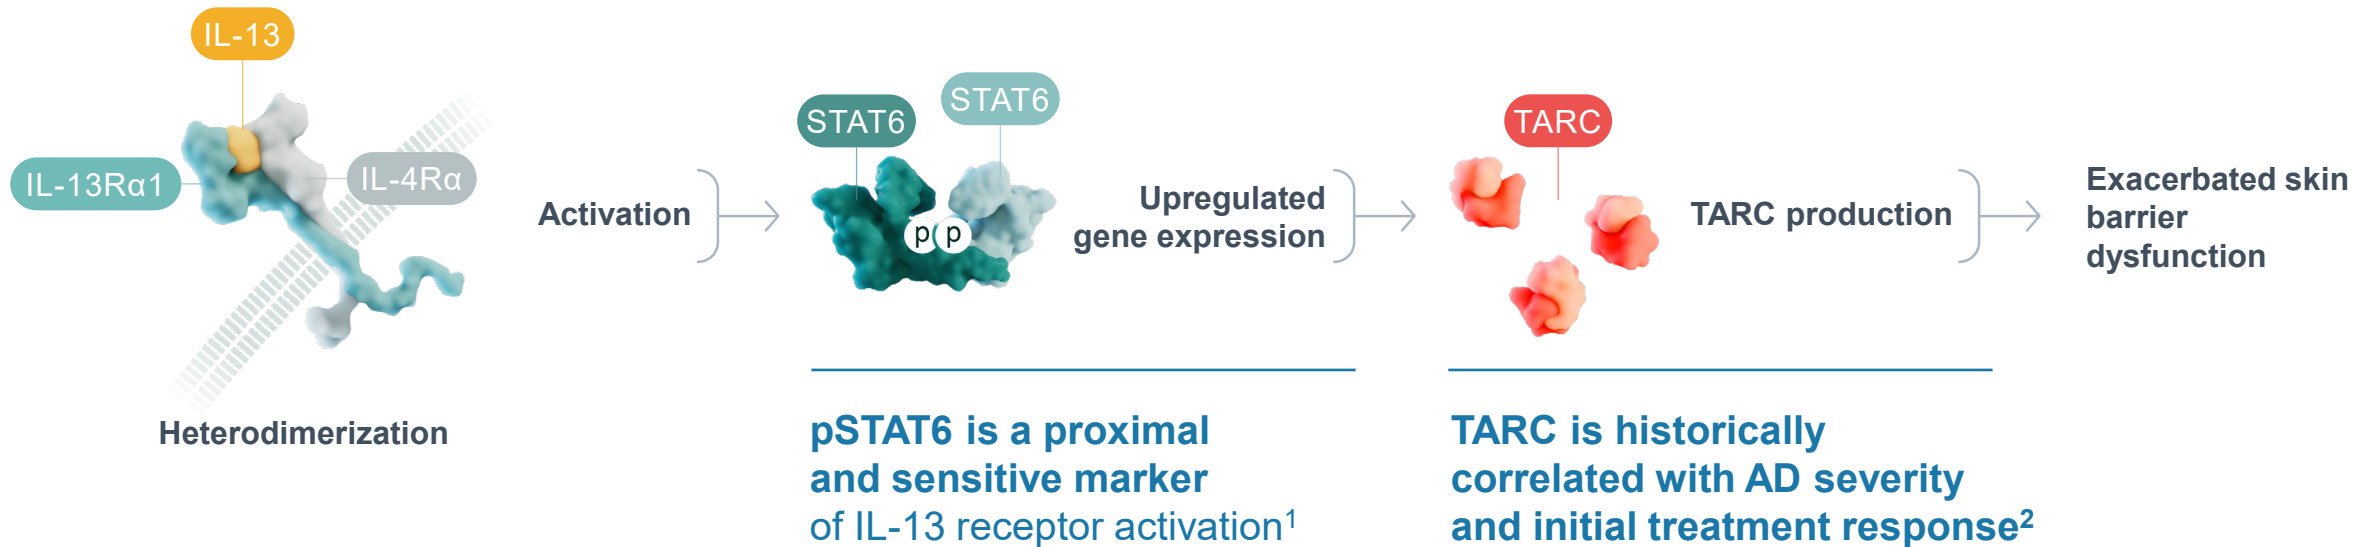 IL-13
IL-13Rα1
IL-4Rα
Heterodimerization
Activation
STAT6
STAT6
p
p
Upregulated
gene expression
TARC
TARC production
Exacerbated skin
barrier
dysfunction
pSTAT6 is a proximal
and sensitive marker
of IL-13 receptor activation¹
TARC is historically
correlated with AD severity
and initial treatment response²